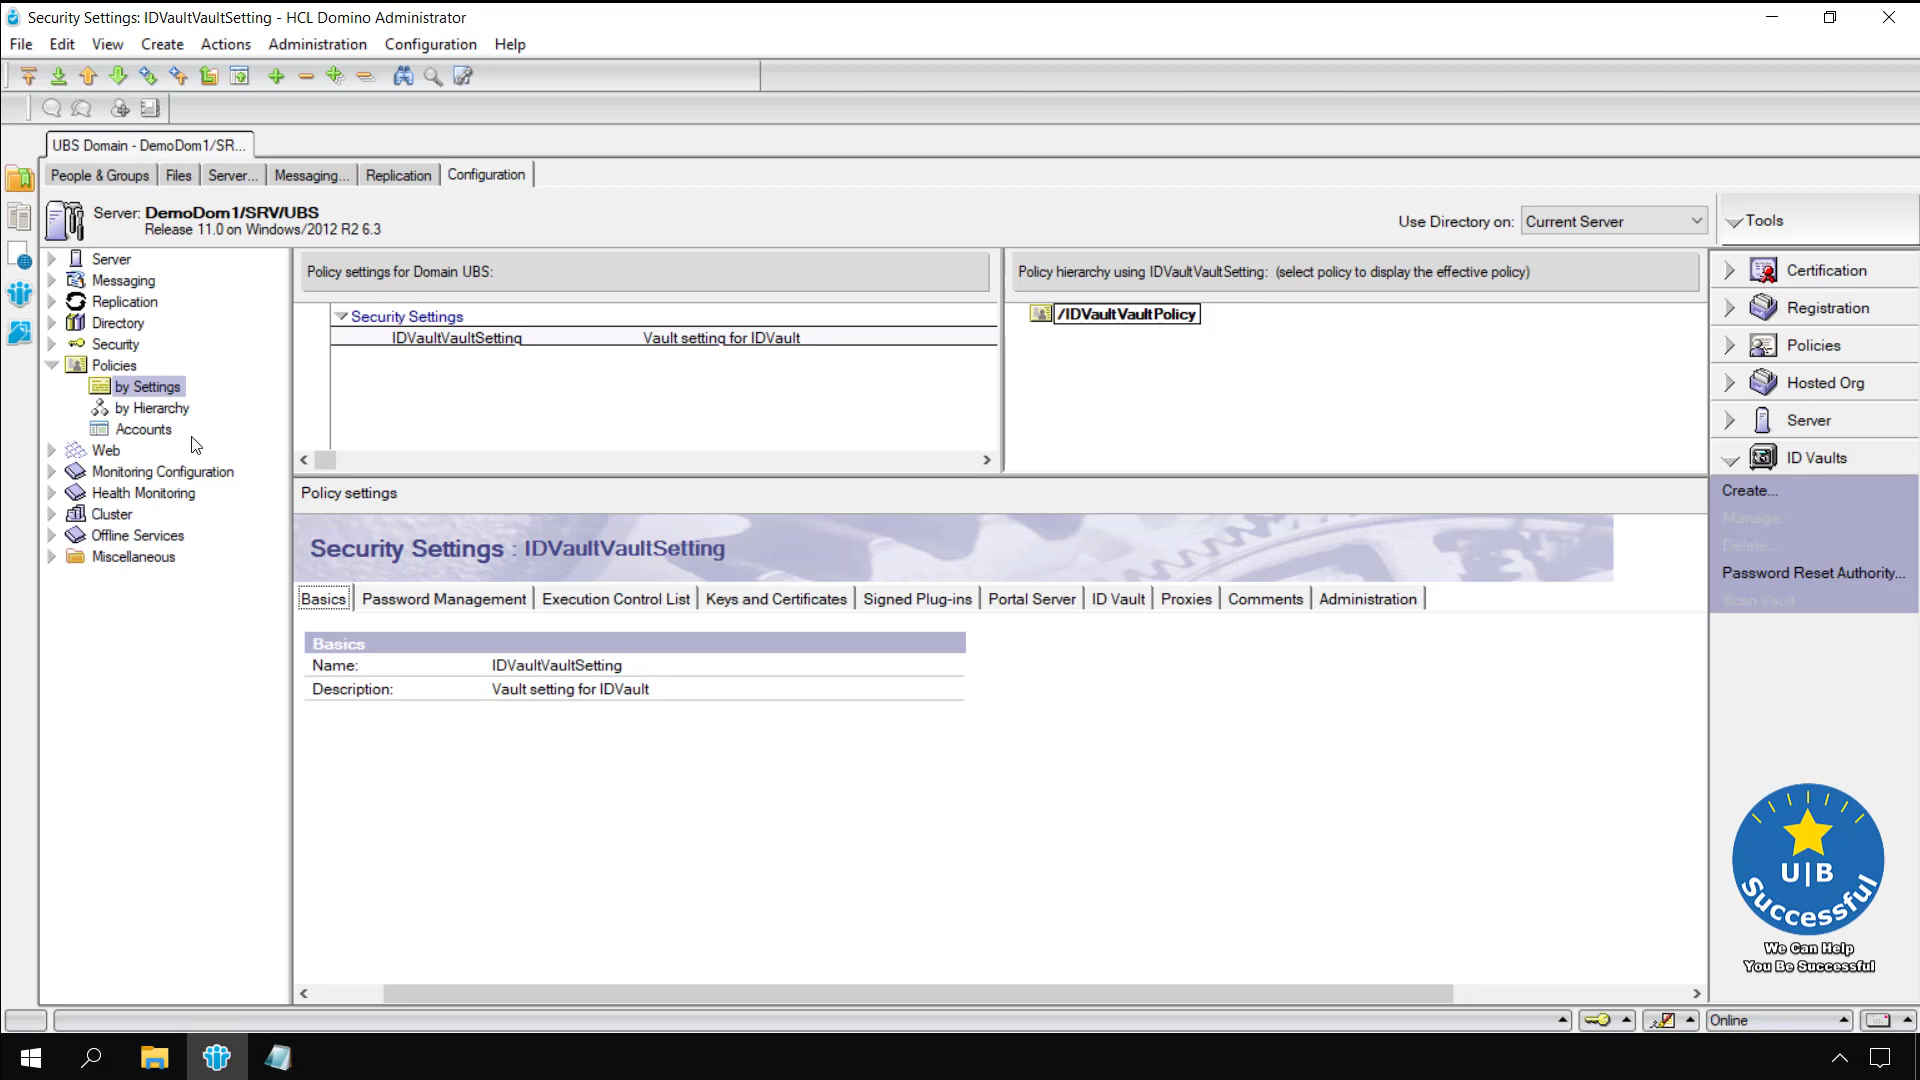 Security Settings: IDVaultVaultSetting - HCL Domino Administrator
File Edit View Create Actions Administration Configuration Help
UBS Domain - DemoDom1/SR...
People & Groups Files Server... Messaging... Replication Configuration
Server: DemoDom1/SRV/UBS
Release 11.0 on Windows/2012 R2 6.3
Use Directory on: Current Server
Tools
Server
Messaging
Replication
Directory
Security
Policies
by Settings
by Hierarchy
Accounts
Web
Monitoring Configuration
Health Monitoring
Cluster
Offline Services
Miscellaneous
Policy settings for Domain UBS:
Security Settings
IDVaultVaultSetting Vault setting for IDVault
Policy hierarchy using IDVaultVaultSetting: (select policy to display the effective policy)
/IDVaultVaultPolicy
Policy settings
Security Settings : IDVaultVaultSetting
Basics Password Management Execution Control List Keys and Certificates Signed Plug-ins Portal Server ID Vault Proxies Comments Administration
Basics
Name: IDVaultVaultSetting
Description: Vault setting for IDVault
Certification
Registration
Policies
Hosted Org
Server
ID Vaults
Create...
Manage...
Delete...
Password Reset Authority...
Scan Vault
U|B
Successful
We Can Help
You Be Successful
Online